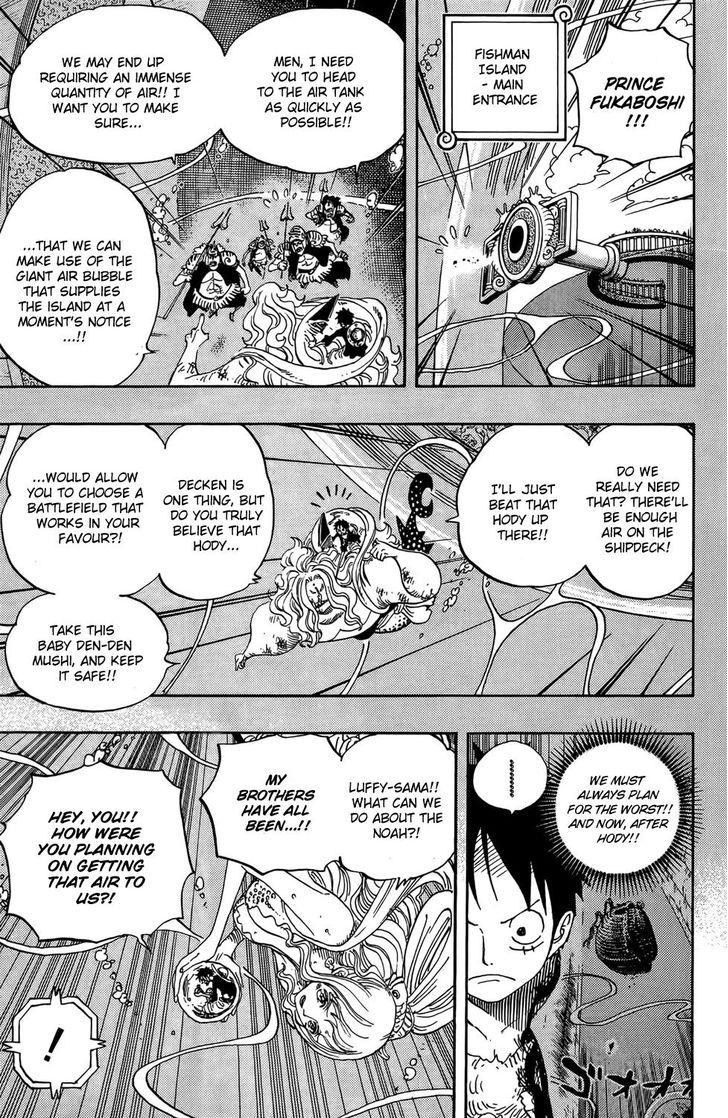 PRINCE
FUKABOSHI
!!!
FISHMAN
ISLAND
- MAIN
ENTRANCE
MEN, I NEED
YOU TO HEAD
TO THE AIR TANK
AS QUICKLY AS
POSSIBLE!!
WE MAY END UP
REQUIRING AN IMMENSE
QUANTITY OF AIR!! I
WANT YOU TO MAKE
SURE...
...THAT WE CAN
MAKE USE OF THE
GIANT AIR BUBBLE
THAT SUPPLIES
THE ISLAND AT A
MOMENT'S NOTICE
...!!
DO WE
REALLY NEED
THAT? THERE'LL
BE ENOUGH
AIR ON THE
SHIPDECK!
I'LL JUST
BEAT THAT
HODY UP
THERE!!
DECKEN IS
ONE THING, BUT
DO YOU TRULY
BELIEVE THAT
HODY...
...WOULD ALLOW
YOU TO CHOOSE A
BATTLEFIELD THAT
WORKS IN YOUR
FAVOUR?!
TAKE THIS
BABY DEN-DEN
MUSHI, AND KEEP
IT SAFE!!
WE MUST
ALWAYS PLAN
FOR THE WORST!!
AND NOW, AFTER
HODY!!
ゴオオオ
LUFFY-SAMA!!
WHAT CAN WE
DO ABOUT THE
NOAH?!
MY
BROTHERS
HAVE ALL
BEEN...!!
HEY, YOU!!
HOW WERE
YOU PLANNING
ON GETTING
THAT AIR TO
US?!
!